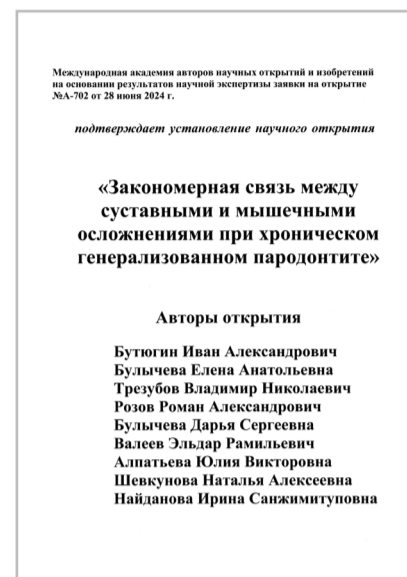 Международная академия авторов научных открытий и изобретений
на основании результатов научной экспертизы заявки на открытие
№А-702 от 28 июня 2024 г.
подтверждает установление научного открытия
«Закономерная связь между
суставными и мышечными
осложнениями при хроническом
генерализованном пародонтите»
Авторы открытия
Бутюгин Иван Александрович
Булычева Елена Анатольевна
Трезубов Владимир Николаевич
Розов Роман Александрович
Булычева Дарья Сергеевна
Валеев Эльдар Рамильевич
Алпатьева Юлия Викторовна
Шевкунова Наталья Алексеевна
Найданова Ирина Санжимитуповна